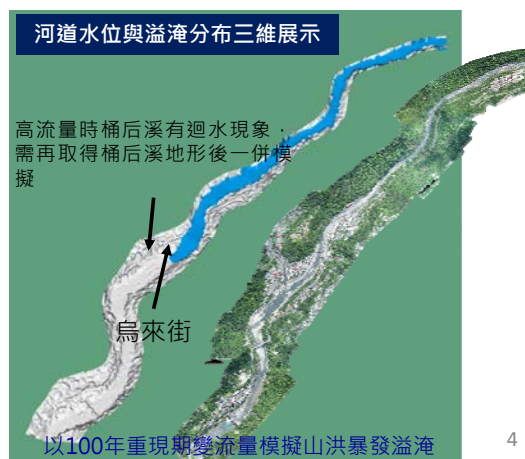 河道水位與溢淹分布三維展示
高流量時桶后溪有迴水現象，
需再取得桶后溪地形後一併模
擬
烏來街
以100年重現期變流量模擬山洪暴發溢淹
4